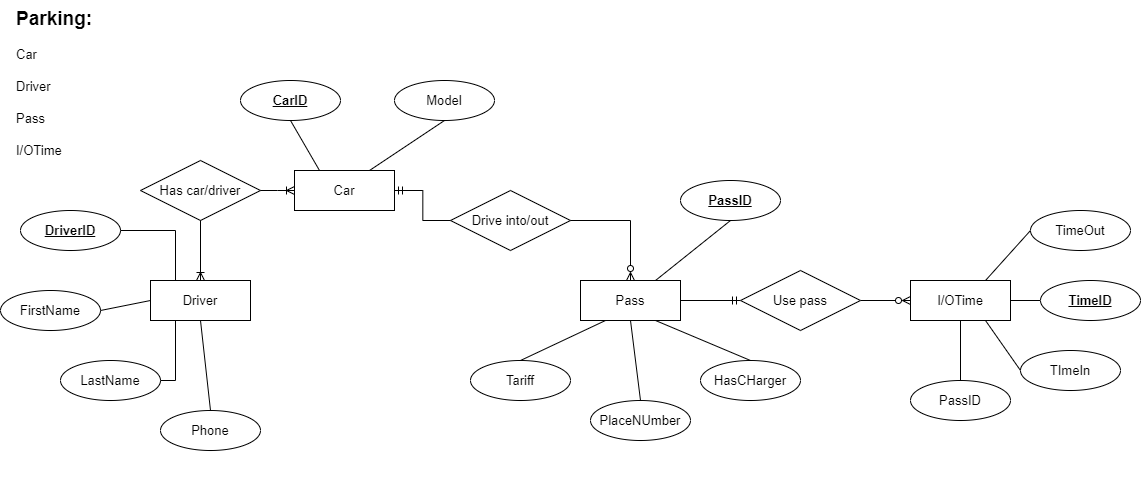 Parking:
Car
Driver
Pass
I/OTime
CarID
Model
Has car/driver
Car
Drive into/out
PassID
DriverID
TimeOut
FirstName
Driver
Pass
Use pass
I/OTime
TimeID
LastName
Tariff
HasCHarger
TImeIn
PassID
Phone
PlaceNUmber